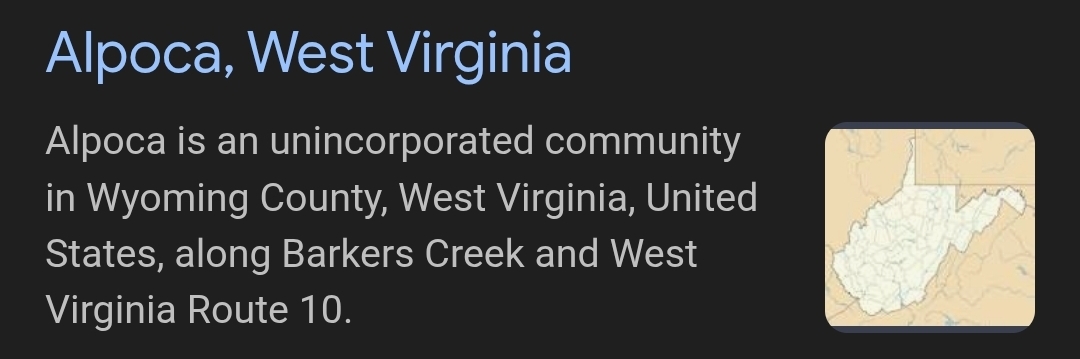 Alpoca, West Virginia
Alpoca is an unincorporated community
in Wyoming County, West Virginia, United
States, along Barkers Creek and West
Virginia Route 10.